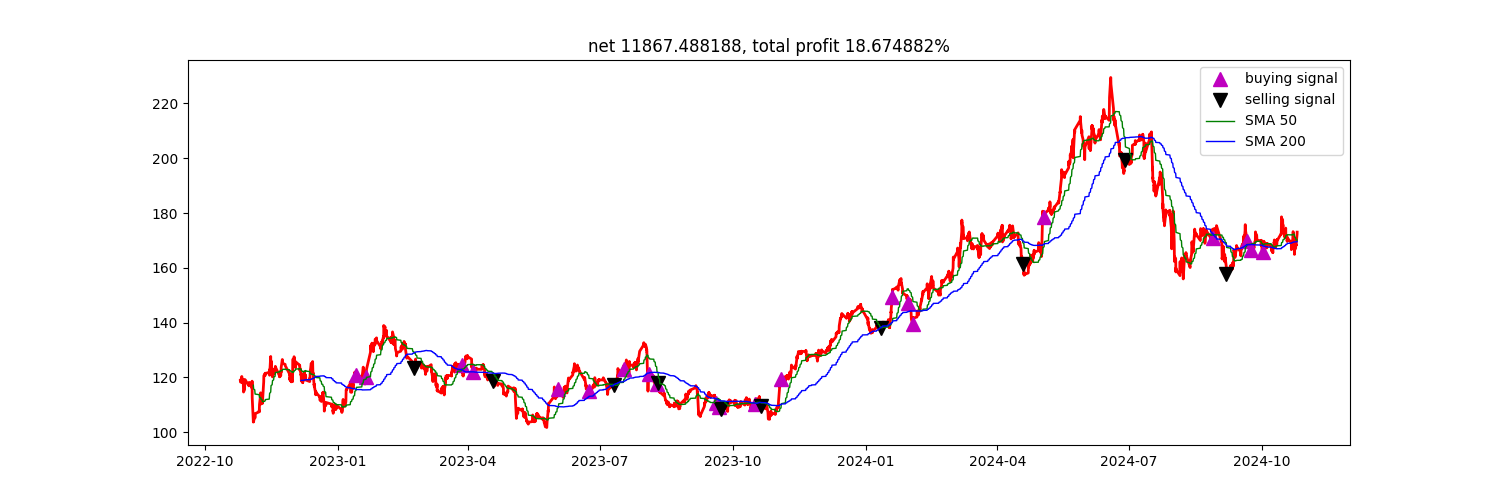 net 11867.488188, total profit 18.674882%
buying signal
selling signal
SMA 50
SMA 200
220
200
180
160
140
120
100
2022-10 2023-01 2023-04 2023-07 2023-10 2024-01 2024-04 2024-07 2024-10